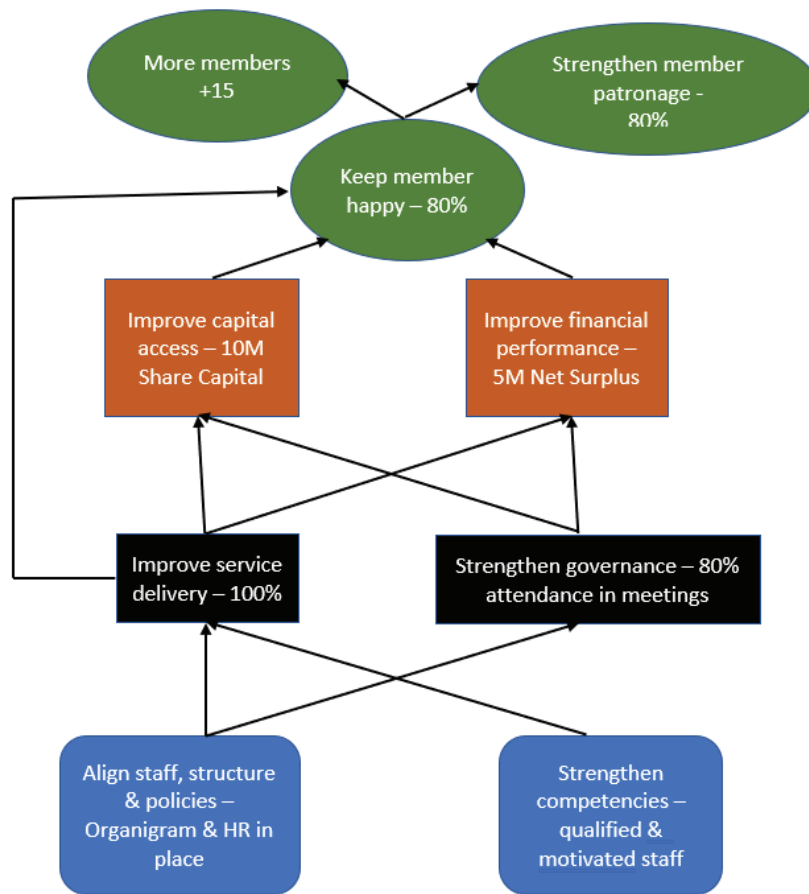 More members
+15
Strengthen member
patronage -
80%
Keep member
happy – 80%
Improve capital
access – 10M
Share Capital
Improve financial
performance –
5M Net Surplus
Improve service
delivery – 100%
Strengthen governance – 80%
attendance in meetings
Align staff, structure
& policies –
Organigram & HR in
place
Strengthen
competencies –
qualified &
motivated staff